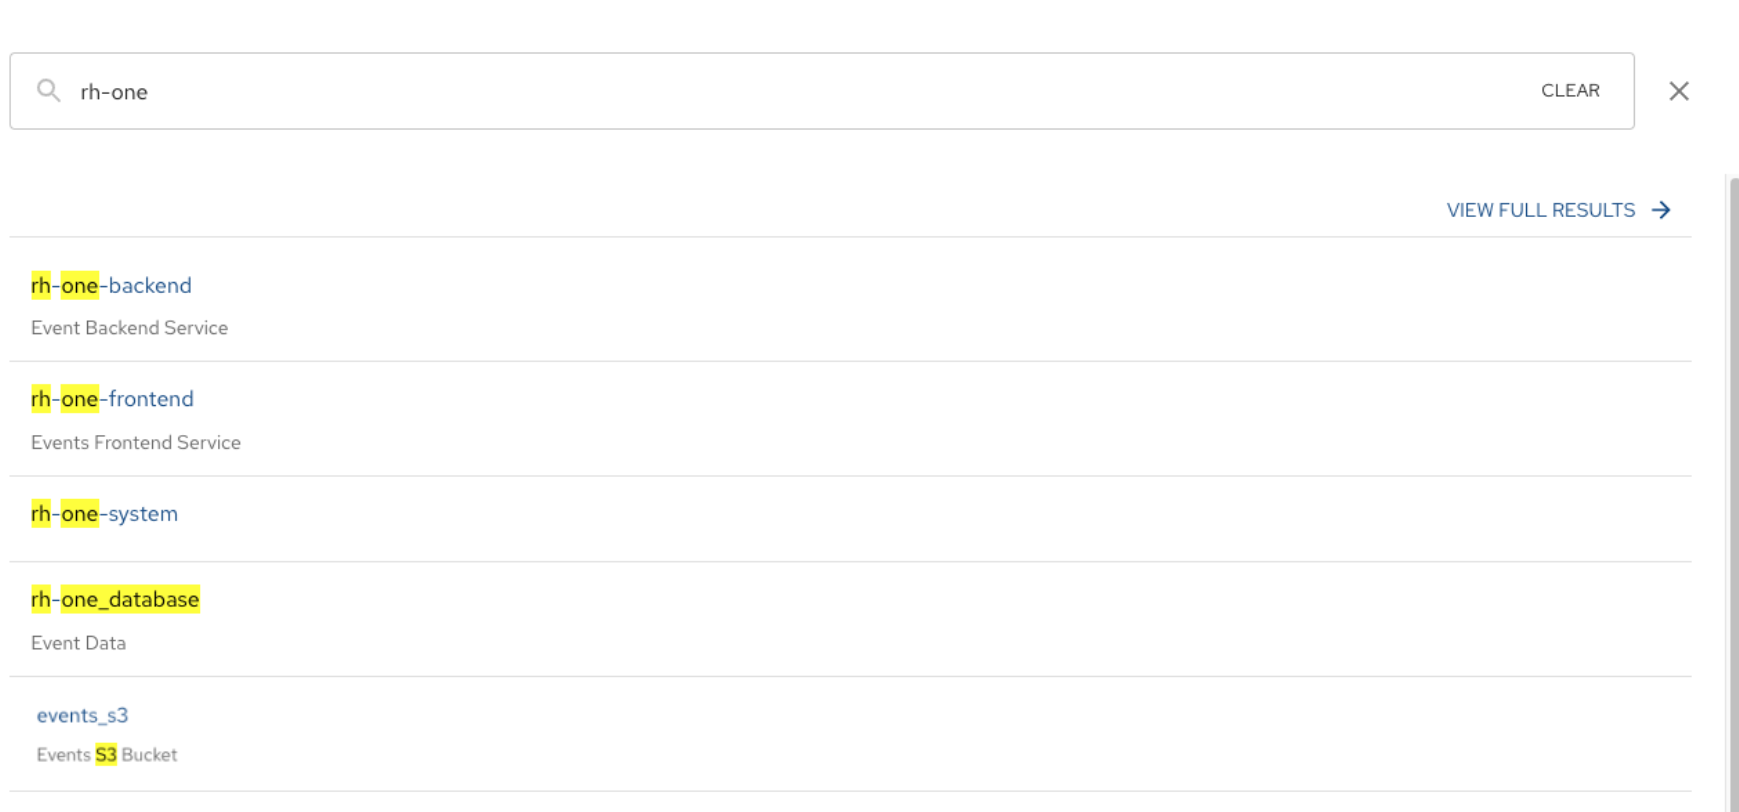 rh-one
CLEAR
VIEW FULL RESULTS
rh-one-backend
Event Backend Service
rh-one-frontend
Events Frontend Service
rh-one-system
rh-one_database
Event Data
events_s3
Events S3 Bucket